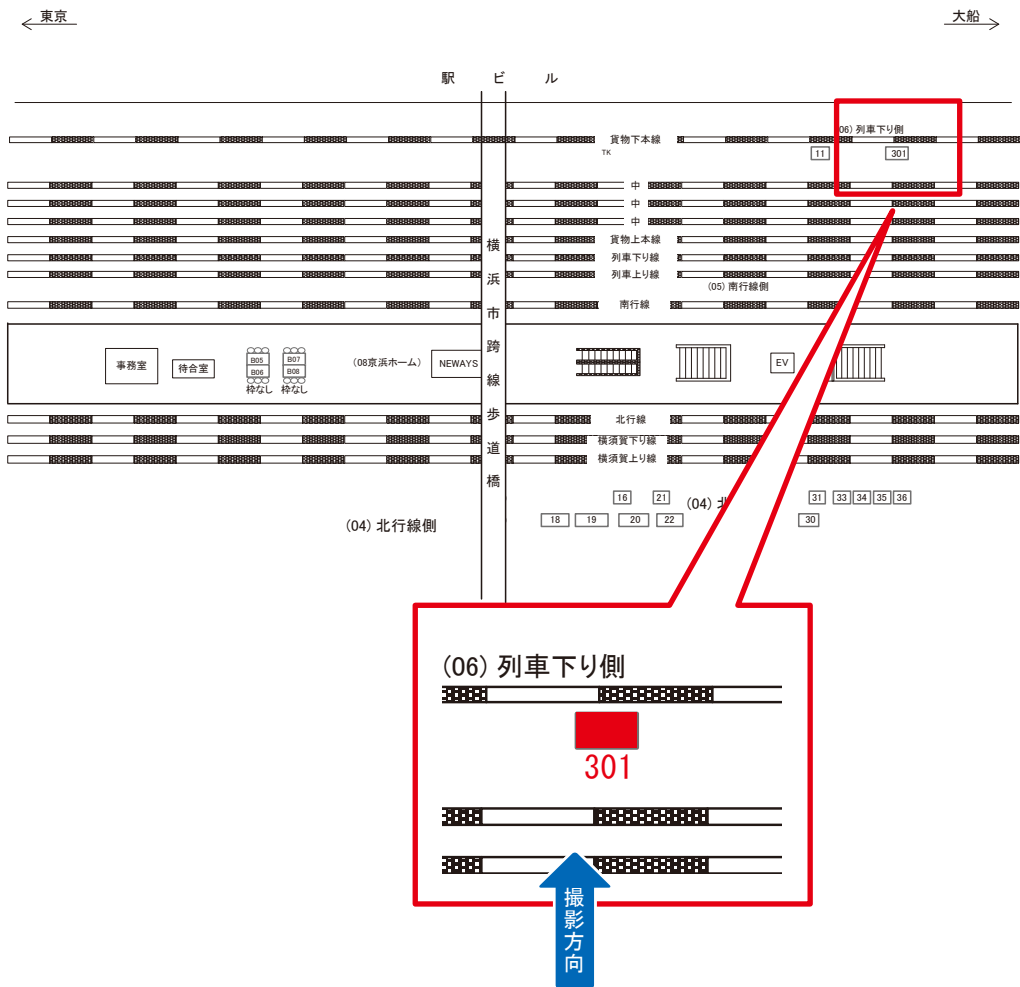 東京
大船
駅ビル
(06) 列車下り側
貨物下本線
TK
11
301
中
中
中
貨物上本線
列車下り線
列車上り線
(05) 南行線側
南行線
横浜市跨線歩道橋
事務室
待合室
B05
B07
B06
B08
枠なし
枠なし
(08京浜ホーム)
NEWAYS
EV
北行線
横須賀下り線
横須賀上り線
16
21
(04) 北
31
33
34
35
36
18
19
20
22
30
(04) 北行線側
(06) 列車下り側
301
撮影方向